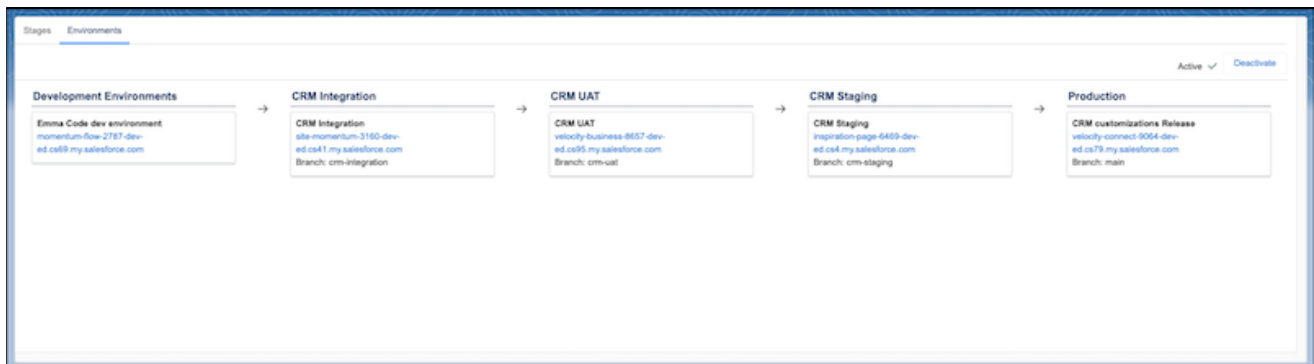 Stages Environments
Active Deactivate
Development Environments
Emma Code dev environment
momentum-flow-2787-dev-
ed.cs69.my.salesforce.com
CRM Integration
CRM Integration
site-momentum-3160-dev-
ed.cs41.my.salesforce.com
Branch: crm-integration
CRM UAT
CRM UAT
velocity-business-8657-dev-
ed.cs95.my.salesforce.com
Branch: crm-uat
CRM Staging
CRM Staging
inspiration-page-6469-dev-
ed.cs4.my.salesforce.com
Branch: crm-staging
Production
CRM customizations Release
velocity-connect-9064-dev-
ed.cs79.my.salesforce.com
Branch: main